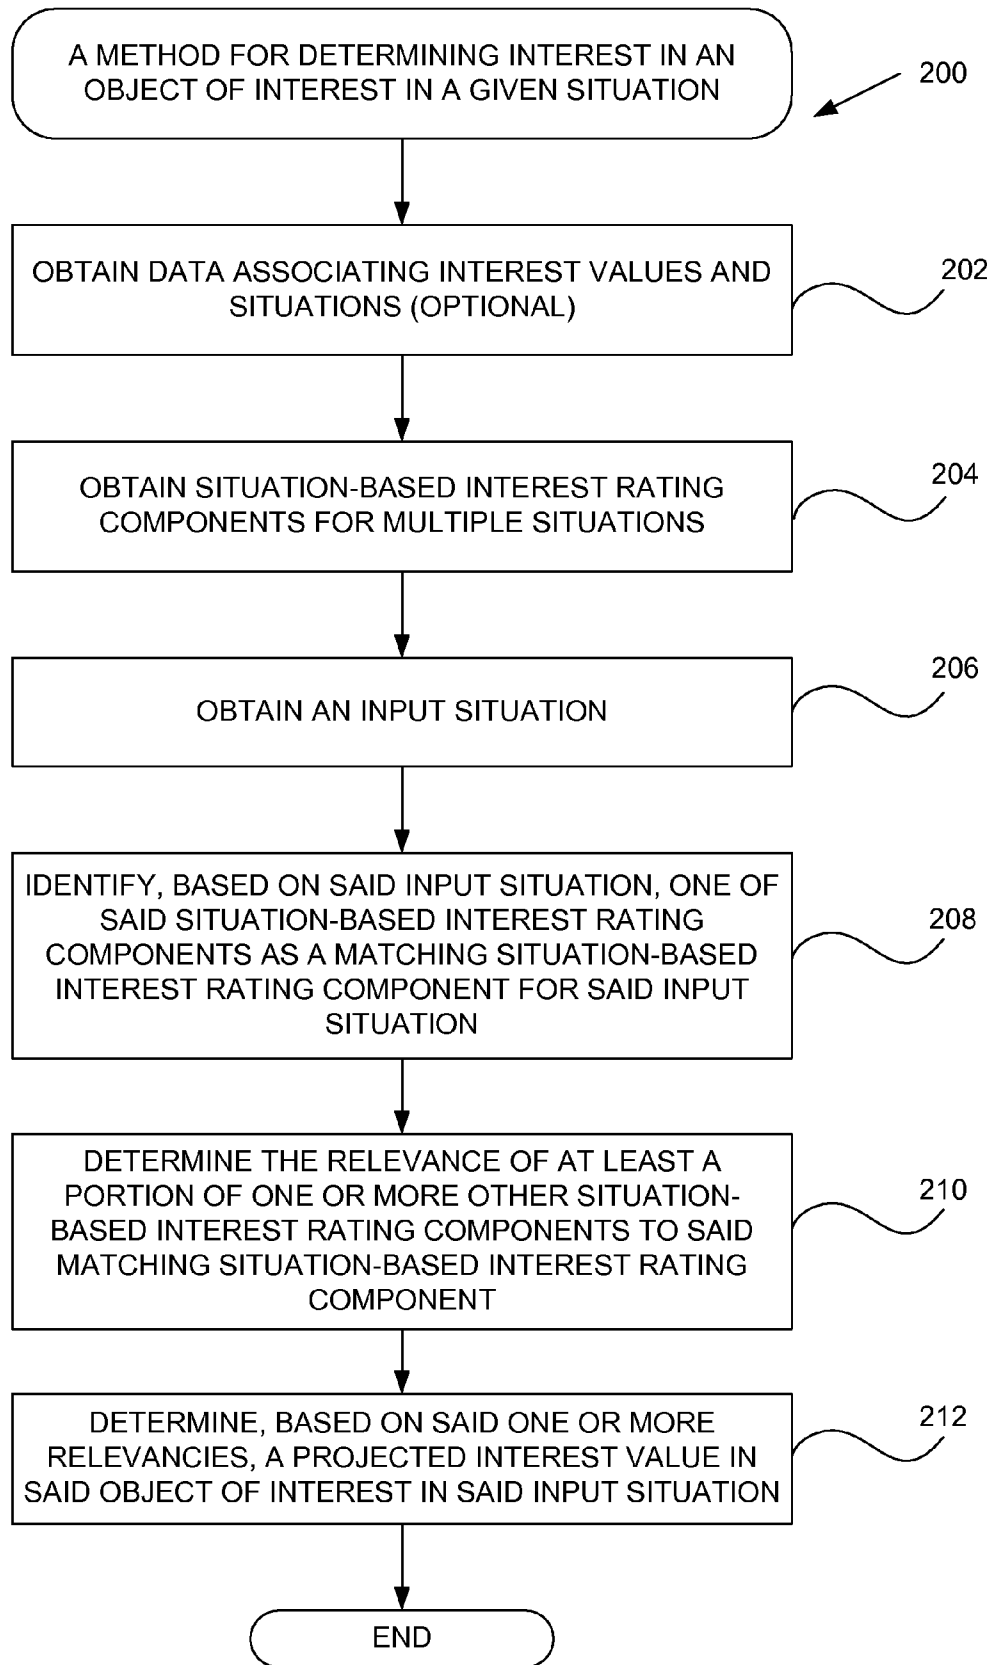 A METHOD FOR DETERMINING INTEREST IN AN
OBJECT OF INTEREST IN A GIVEN SITUATION
200
OBTAIN DATA ASSOCIATING INTEREST VALUES AND
SITUATIONS (OPTIONAL)
202
OBTAIN SITUATION-BASED INTEREST RATING
COMPONENTS FOR MULTIPLE SITUATIONS
204
OBTAIN AN INPUT SITUATION
206
IDENTIFY, BASED ON SAID INPUT SITUATION, ONE OF
SAID SITUATION-BASED INTEREST RATING
COMPONENTS AS A MATCHING SITUATION-BASED
INTEREST RATING COMPONENT FOR SAID INPUT
SITUATION
208
DETERMINE THE RELEVANCE OF AT LEAST A
PORTION OF ONE OR MORE OTHER SITUATION-
BASED INTEREST RATING COMPONENTS TO SAID
MATCHING SITUATION-BASED INTEREST RATING
COMPONENT
210
DETERMINE, BASED ON SAID ONE OR MORE
RELEVANCIES, A PROJECTED INTEREST VALUE IN
SAID OBJECT OF INTEREST IN SAID INPUT SITUATION
212
END